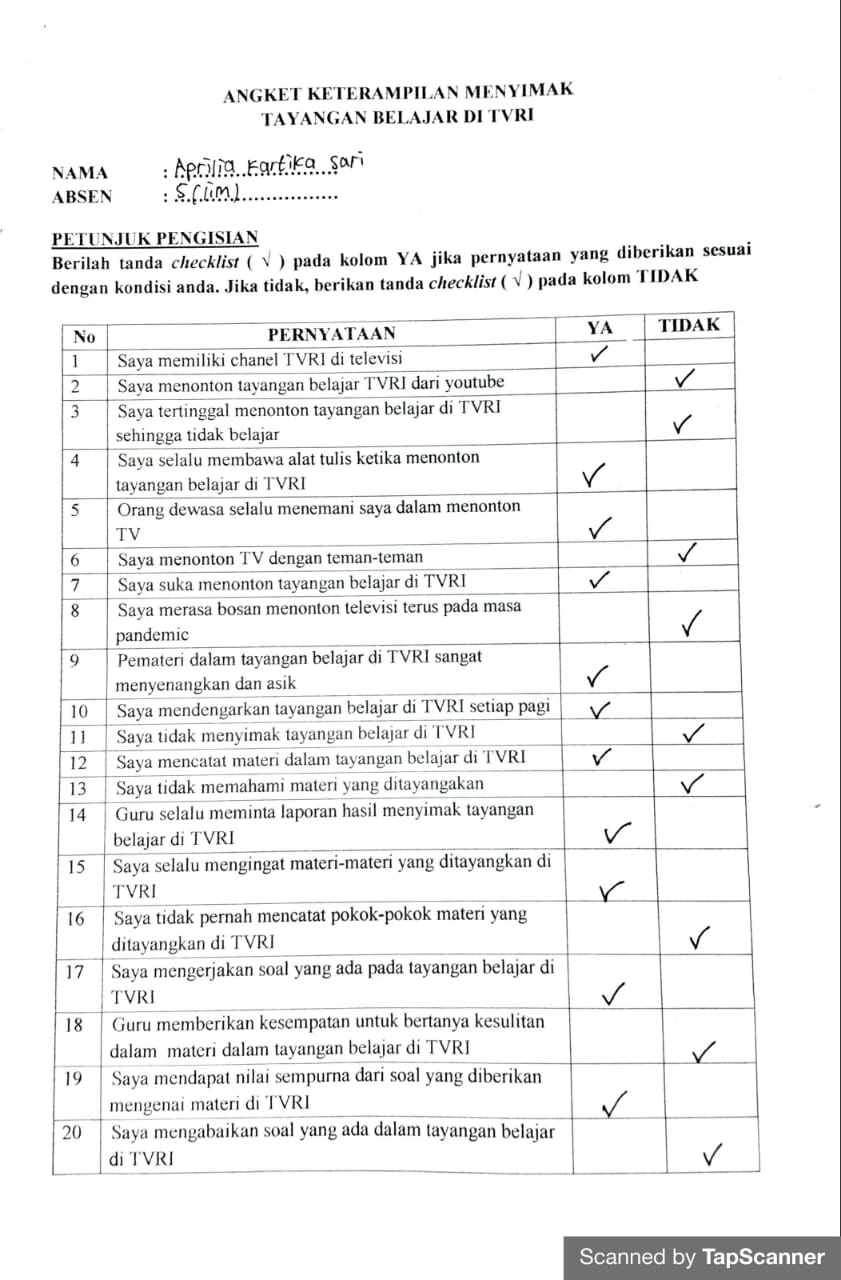 ANGKET KETERAMPILAN MENYIMAK
TAYANGAN BELAJAR DI TVRI
NAMA : Aprilia Kartika sari
ABSEN : 5 (lima)
PETUNJUK PENGISIAN
Berilah tanda checklist ( √ ) pada kolom YA jika pernyataan yang diberikan sesuai
dengan kondisi anda. Jika tidak, berikan tanda checklist ( √ ) pada kolom TIDAK
No PERNYATAAN YA TIDAK
1 Saya memiliki chanel TVRI di televisi ✓
2 Saya menonton tayangan belajar TVRI dari youtube ✓
3 Saya tertinggal menonton tayangan belajar di TVRI
sehingga tidak belajar ✓
4 Saya selalu membawa alat tulis ketika menonton
tayangan belajar di TVRI ✓
5 Orang dewasa selalu menemani saya dalam menonton
TV ✓
6 Saya menonton TV dengan teman-teman ✓
7 Saya suka menonton tayangan belajar di TVRI ✓
8 Saya merasa bosan menonton televisi terus pada masa
pandemic ✓
9 Pemateri dalam tayangan belajar di TVRI sangat
menyenangkan dan asik ✓
10 Saya mendengarkan tayangan belajar di TVRI setiap pagi ✓
11 Saya tidak menyimak tayangan belajar di TVRI ✓
12 Saya mencatat materi dalam tayangan belajar di TVRI ✓
13 Saya tidak memahami materi yang ditayangakan ✓
14 Guru selalu meminta laporan hasil menyimak tayangan
belajar di TVRI ✓
15 Saya selalu mengingat materi-materi yang ditayangkan di
TVRI ✓
16 Saya tidak pernah mencatat pokok-pokok materi yang
ditayangkan di TVRI ✓
17 Saya mengerjakan soal yang ada pada tayangan belajar di
TVRI ✓
18 Guru memberikan kesempatan untuk bertanya kesulitan
dalam materi dalam tayangan belajar di TVRI ✓
19 Saya mendapat nilai sempurna dari soal yang diberikan
mengenai materi di TVRI ✓
20 Saya mengabaikan soal yang ada dalam tayangan belajar
di TVRI ✓
Scanned by TapScanner